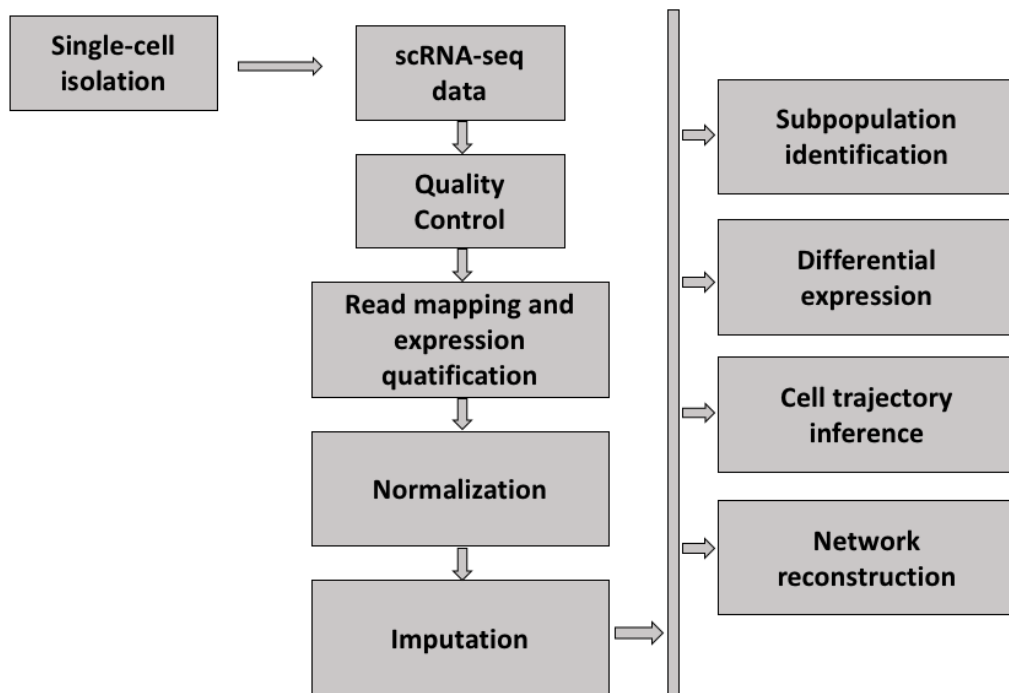 Single-cell
isolation
scRNA-seq
data
Quality
Control
Read mapping and
expression
quatification
Normalization
Imputation
Subpopulation
identification
Differential
expression
Cell trajectory
inference
Network
reconstruction